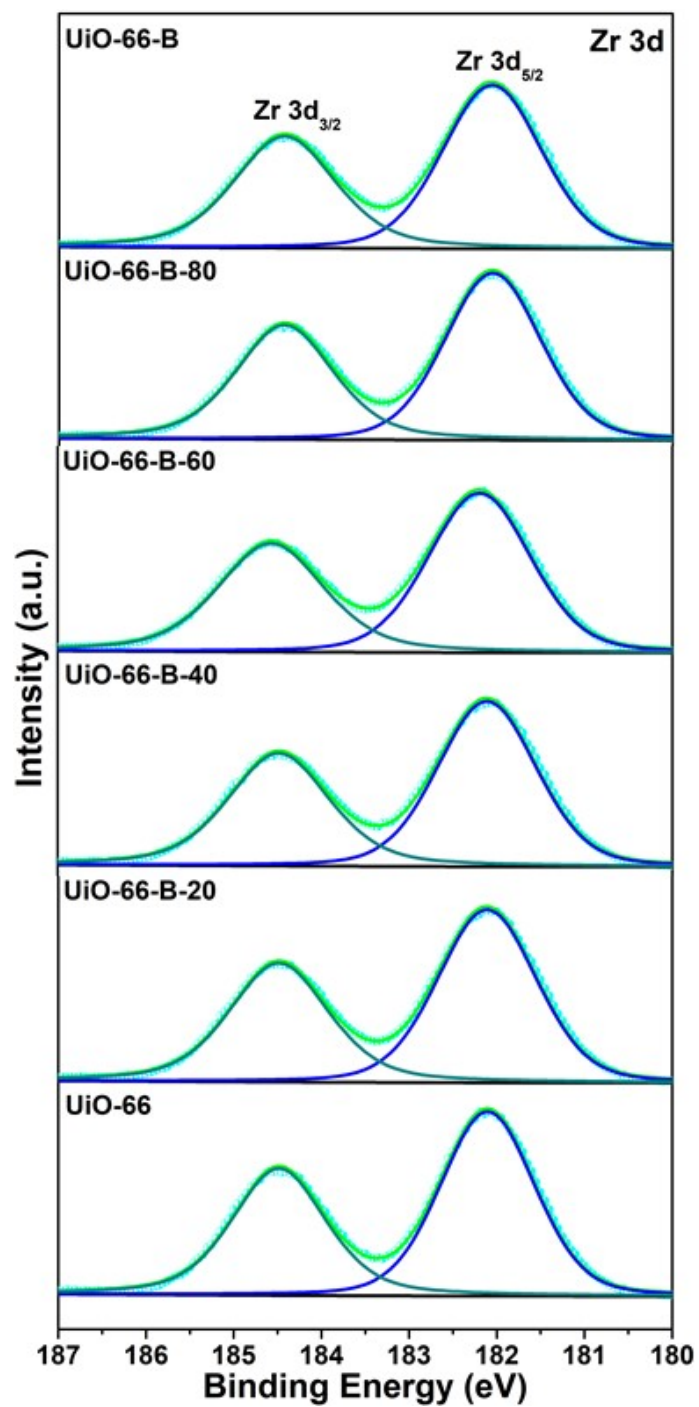 UiO-66-B
Zr 3d
Zr 3d5/2
Zr 3d3/2
UiO-66-B-80
UiO-66-B-60
UiO-66-B-40
UiO-66-B-20
UiO-66
Intensity (a.u.)
187 186 185 184 183 182 181 180
Binding Energy (eV)